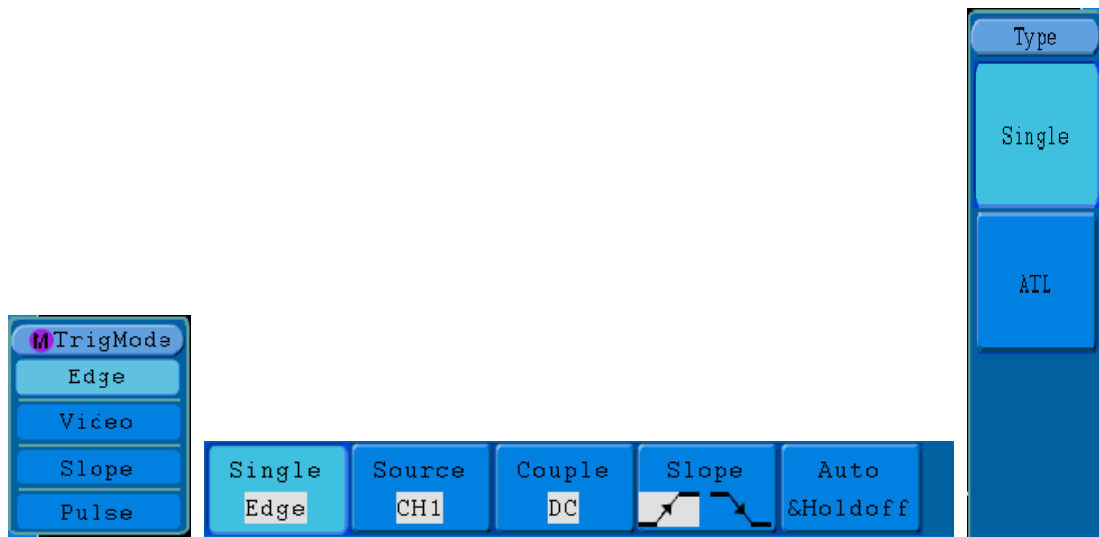 M TrigMode
Edge
Video
Slope
Pulse
Single
Edge
Source
CH1
Couple
DC
Slope
Auto
&Holdoff
Type
Single
ATL